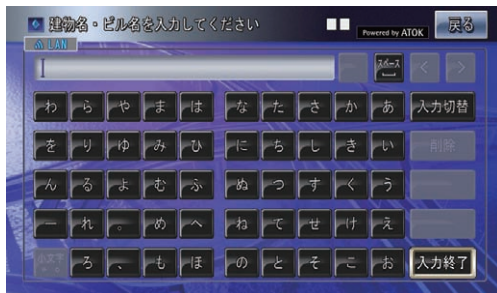 建物名・ビル名を入力してください Powered by ATOK 戻る
LAN
スペース < >
わ ら や ま は な た さ か あ 入力切替
を り ゆ み ひ に ち し き い 削除
ん る よ む ふ ぬ つ す く う
ー れ 。 め へ ね て せ け え
小文字 ろ 、 も ほ の と そ こ お 入力終了